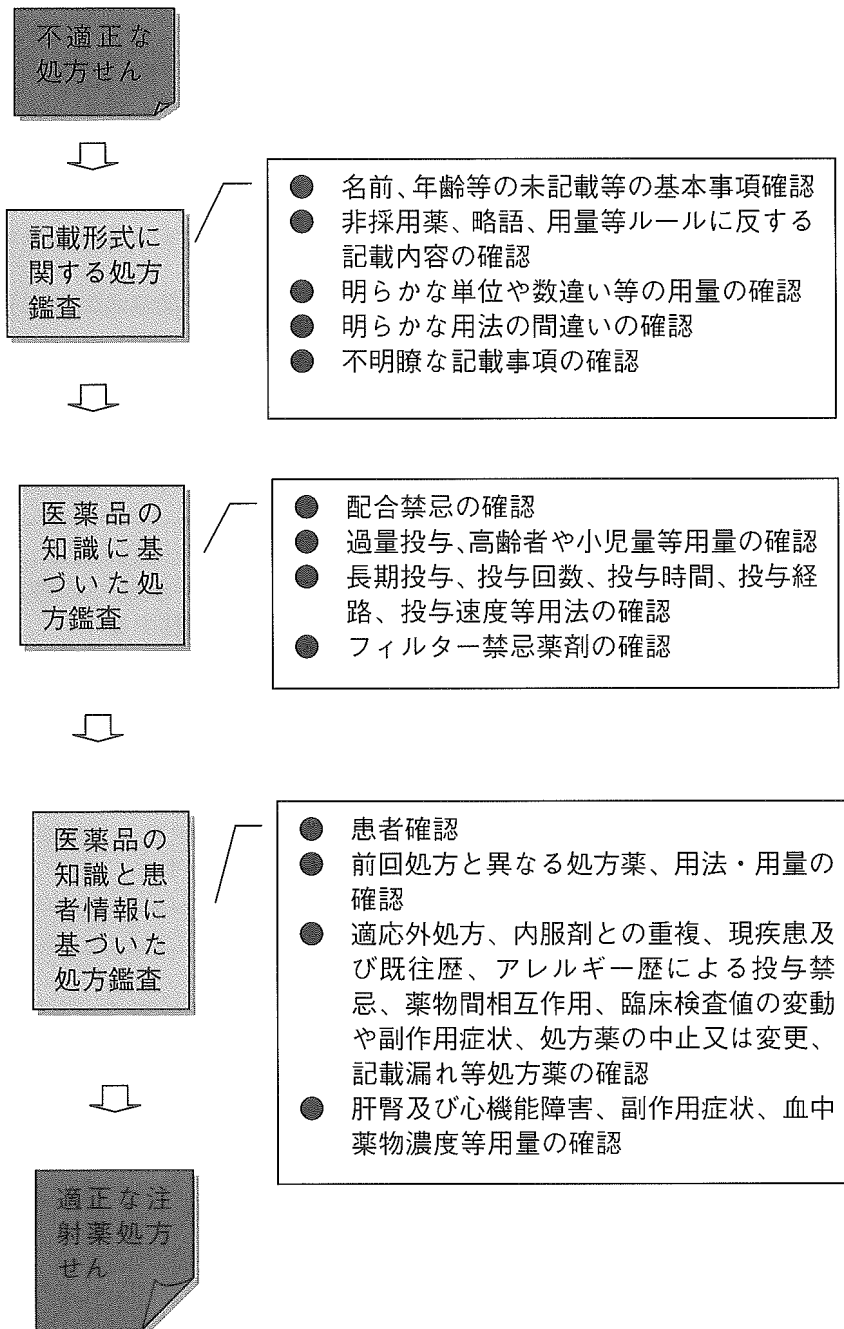 不適正な
処方せん
記載形式に
関する処方
鑑査
● 名前、年齢等の未記載等の基本事項確認
● 非採用薬、略語、用量等ルールに反する
記載内容の確認
● 明らかな単位や数違い等の用量の確認
● 明らかな用法の間違いの確認
● 不明瞭な記載事項の確認
医薬品の
知識に基
づいた処
方鑑査
● 配合禁忌の確認
● 過量投与、高齢者や小児量等用量の確認
● 長期投与、投与回数、投与時間、投与経
路、投与速度等用法の確認
● フィルター禁忌薬剤の確認
医薬品の
知識と患
者情報に
基づいた
処方鑑査
● 患者確認
● 前回処方と異なる処方薬、用法・用量の
確認
● 適応外処方、内服剤との重複、現疾患及
び既往歴、アレルギー歴による投与禁
忌、薬物間相互作用、臨床検査値の変動
や副作用症状、処方薬の中止又は変更、
記載漏れ等処方薬の確認
● 肝腎及び心機能障害、副作用症状、血中
薬物濃度等用量の確認
適正な注
射薬処方
せん